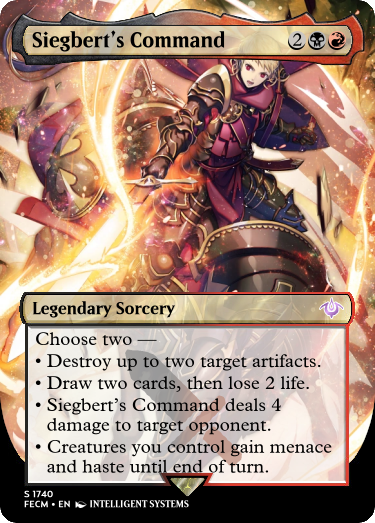 Siegbert's Command 2
Legendary Sorcery
Choose two —
• Destroy up to two target artifacts.
• Draw two cards, then lose 2 life.
• Siegbert's Command deals 4
damage to target opponent.
• Creatures you control gain menace
and haste until end of turn.
S 1740
FECM • EN INTELLIGENT SYSTEMS